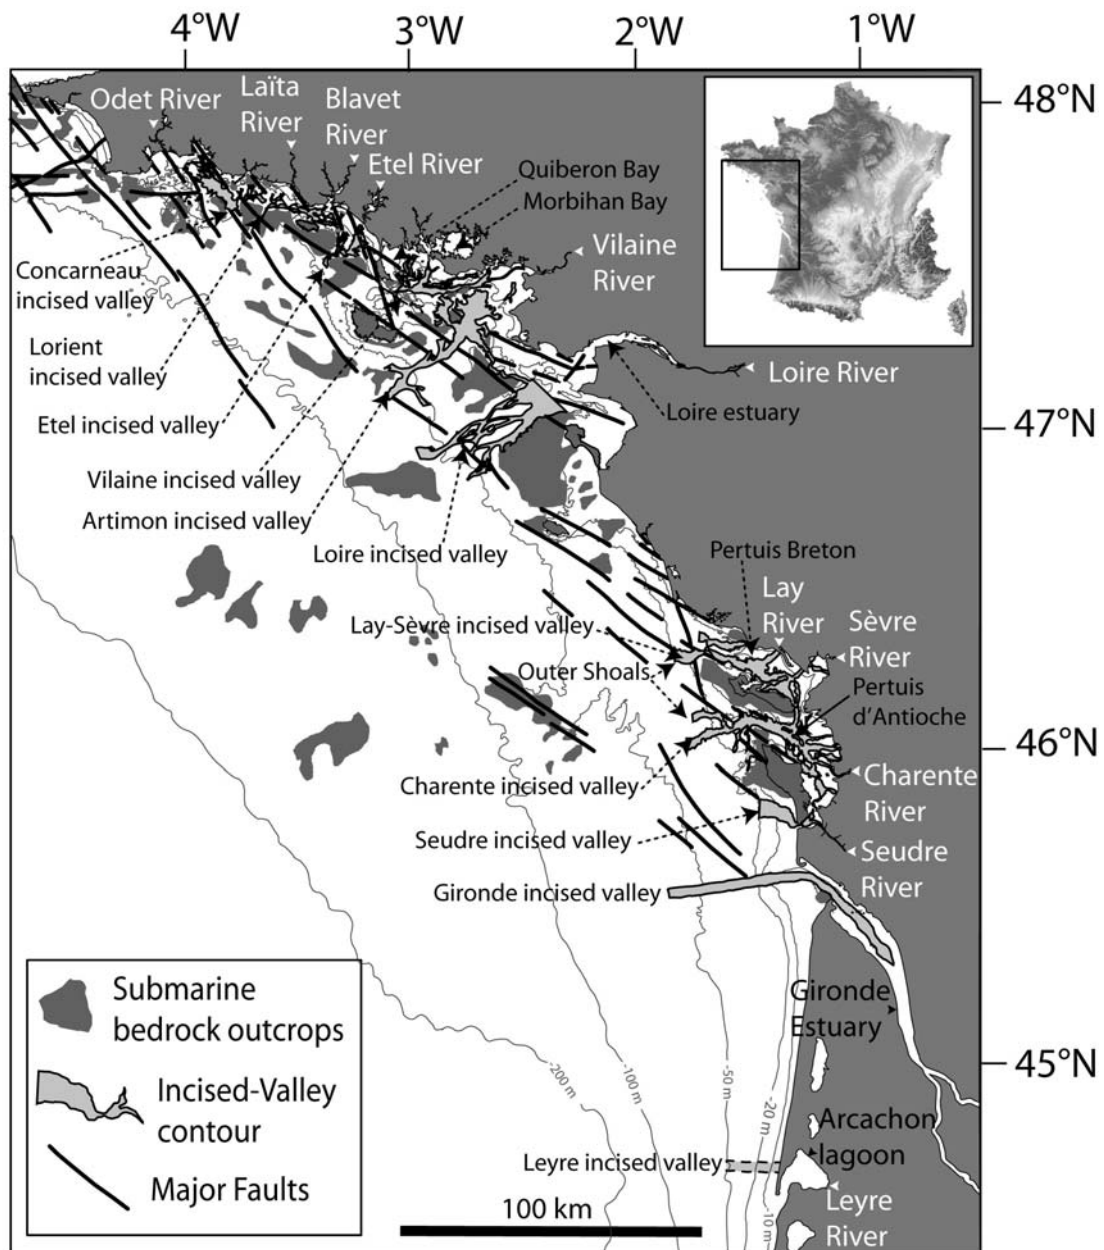 4°W
3°W
2°W
1°W
48°N
47°N
46°N
45°N
Odet River
Laïta
River
Blavet
River
Etel River
Quiberon Bay
Morbihan Bay
Vilaine
River
Concarneau
incised valley
Lorient
incised valley
Etel incised valley
Vilaine incised valley
Artimon incised valley
Loire incised valley
Loire River
Loire estuary
Pertuis Breton
Lay
River
Sèvre
River
Lay-Sèvre incised valley
Outer Shoals
Pertuis
d'Antioche
Charente incised valley
Charente
River
Seudre incised valley
Seudre
River
Gironde incised valley
Gironde
Estuary
Arcachon
lagoon
Leyre incised valley
Leyre
River
-200 m
-100 m
-50 m
-20 m
-10 m
Submarine
bedrock outcrops
Incised-Valley
contour
Major Faults
100 km